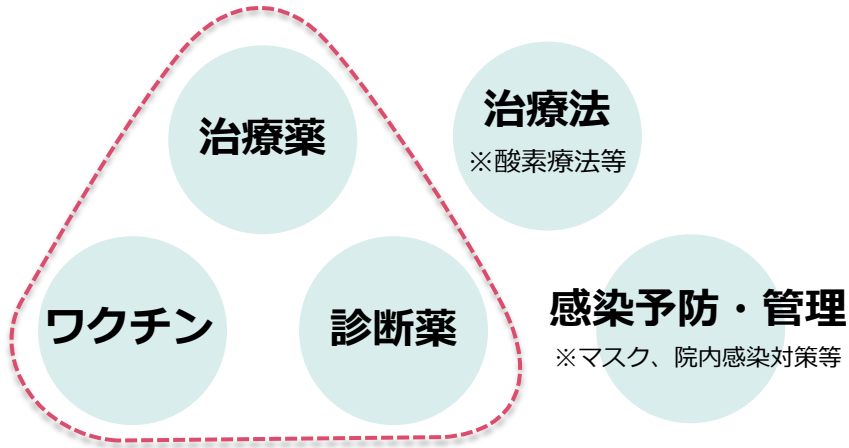 治療薬
治療法
※酸素療法等
ワクチン
診断薬
感染予防・管理
※マスク、院内感染対策等